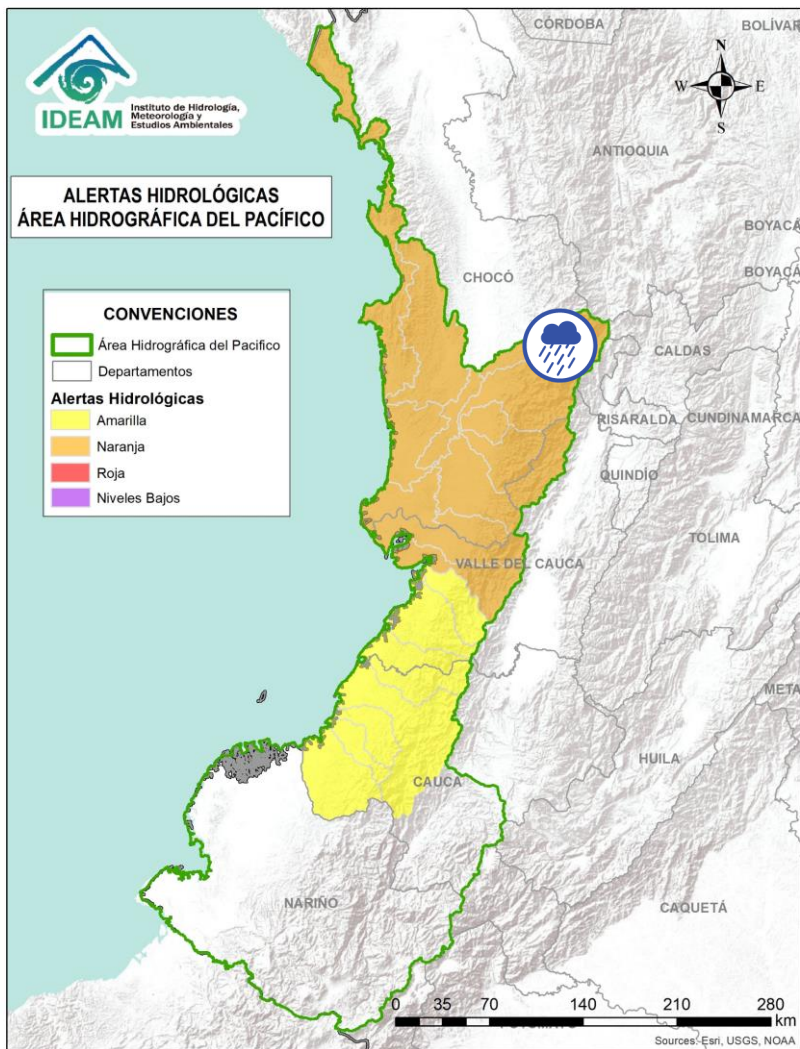 IDEAM
Instituto de Hidrología,
Meteorología y
Estudios Ambientales
ALERTAS HIDROLÓGICAS
ÁREA HIDROGRÁFICA DEL PACÍFICO
CONVENCIONES
Área Hidrográfica del Pacifico
Departamentos
Alertas Hidrológicas
Amarilla
Naranja
Roja
Niveles Bajos
CÓRDOBA
BOLÍVAR
N
W
E
S
ANTIOQUIA
BOYACÁ
CHOCÓ
BOYACÁ
CALDAS
RISARALDA
CUNDINAMARCA
QUINDÍO
TOLIMA
VALLE DEL CAUCA
META
HUILA
CAUCA
NARIÑO
CAQUETÁ
0 35 70 140 210 280
km
Sources: Esri, USGS, NOAA